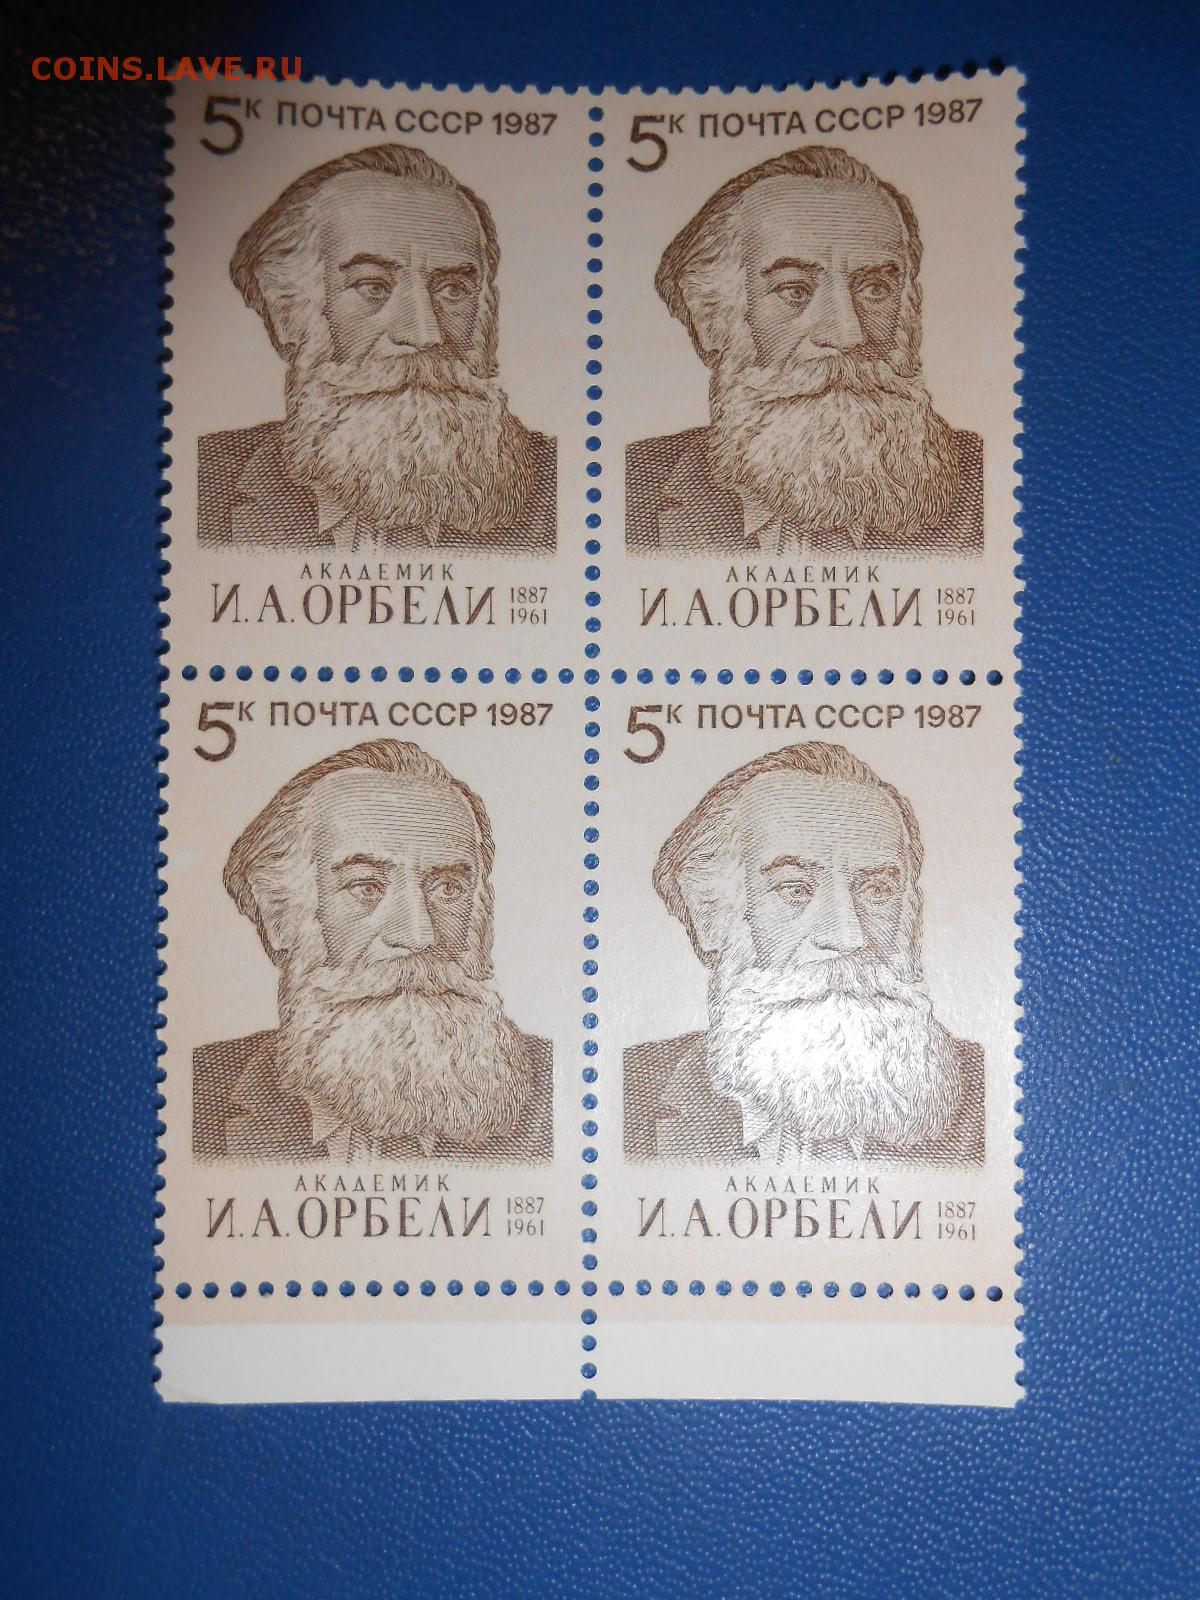 COINS.LAVE.RU
5К ПОЧТА СССР 1987
АКАДЕМИК
И.А.ОРБЕЛИ 1887
1961
5К ПОЧТА СССР 1987
АКАДЕМИК
И.А.ОРБЕЛИ 1887
1961
5К ПОЧТА СССР 1987
АКАДЕМИК
И.А.ОРБЕЛИ 1887
1961
5К ПОЧТА СССР 1987
АКАДЕМИК
И.А.ОРБЕЛИ 1887
1961